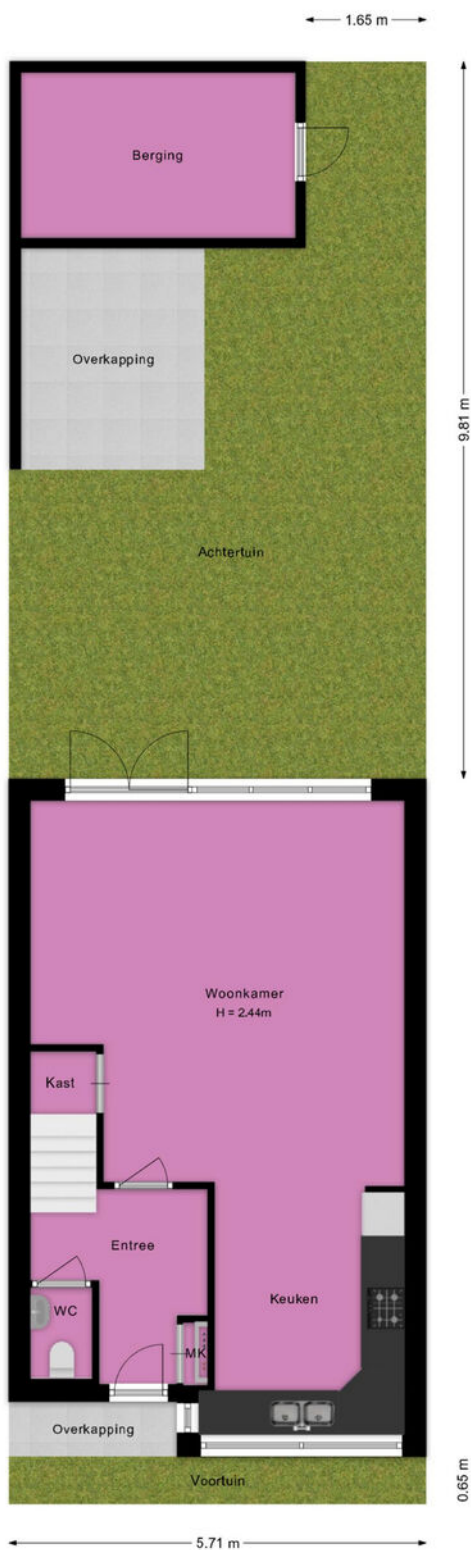 1.65 m
Berging
Overkapping
9.81 m
Achtertuin
Woonkamer
H = 2.44m
Kast
Entree
Keuken
WC
MK
Overkapping
Voortuin
0.65 m
5.71 m